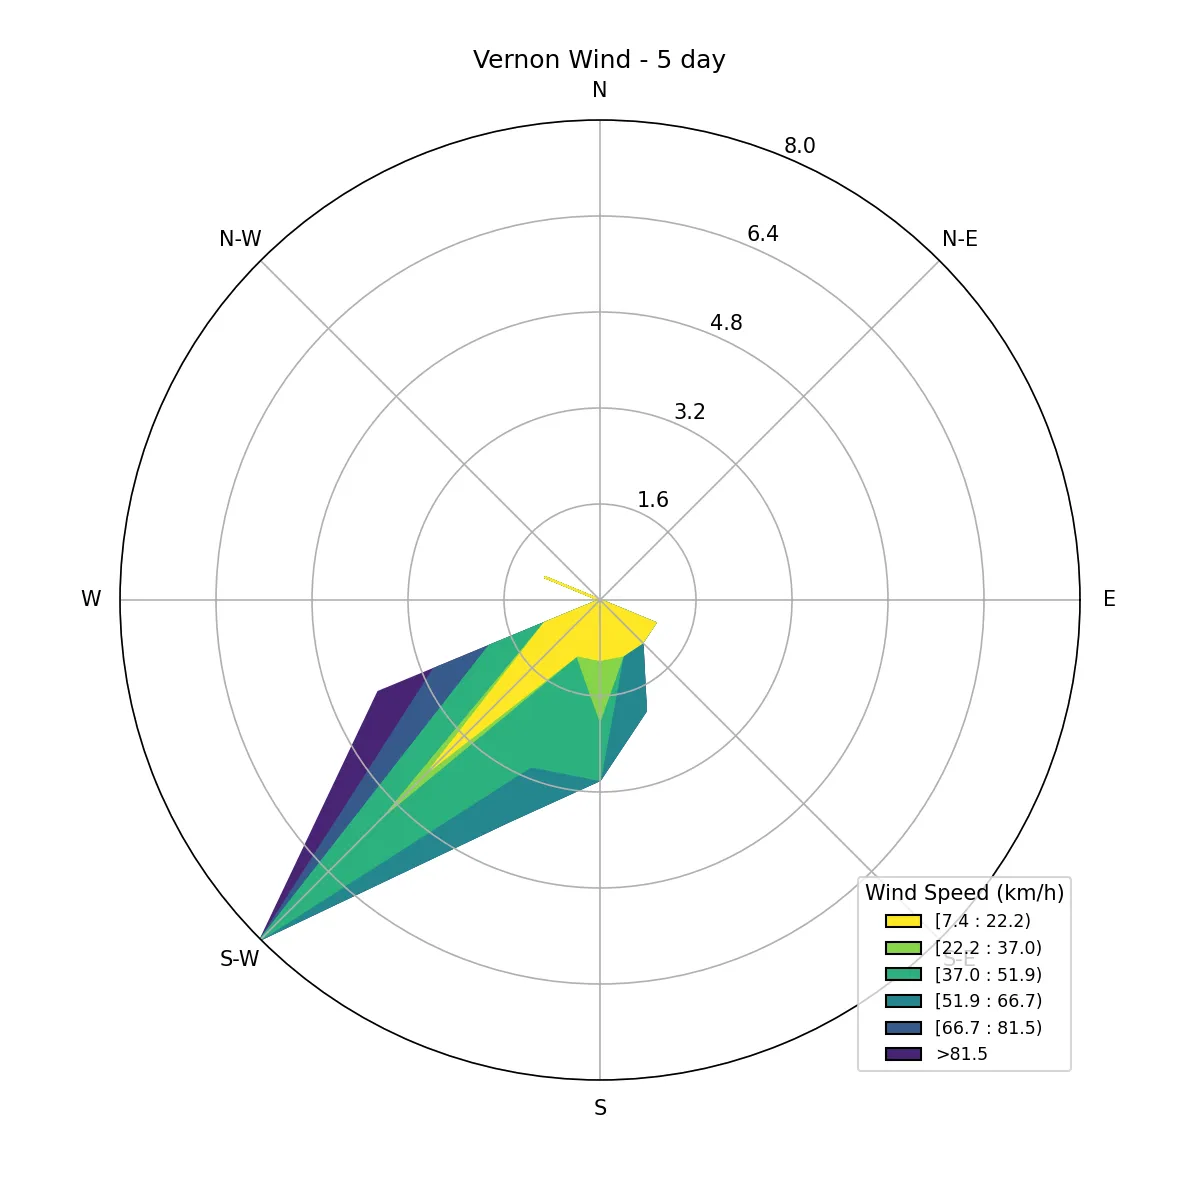 Vernon Wind - 5 day
N
8.0
N-W
6.4
N-E
4.8
3.2
1.6
W
E
S-W
S-E
S
Wind Speed (km/h)
[7.4 : 22.2)
[22.2 : 37.0)
[37.0 : 51.9)
[51.9 : 66.7)
[66.7 : 81.5)
>81.5